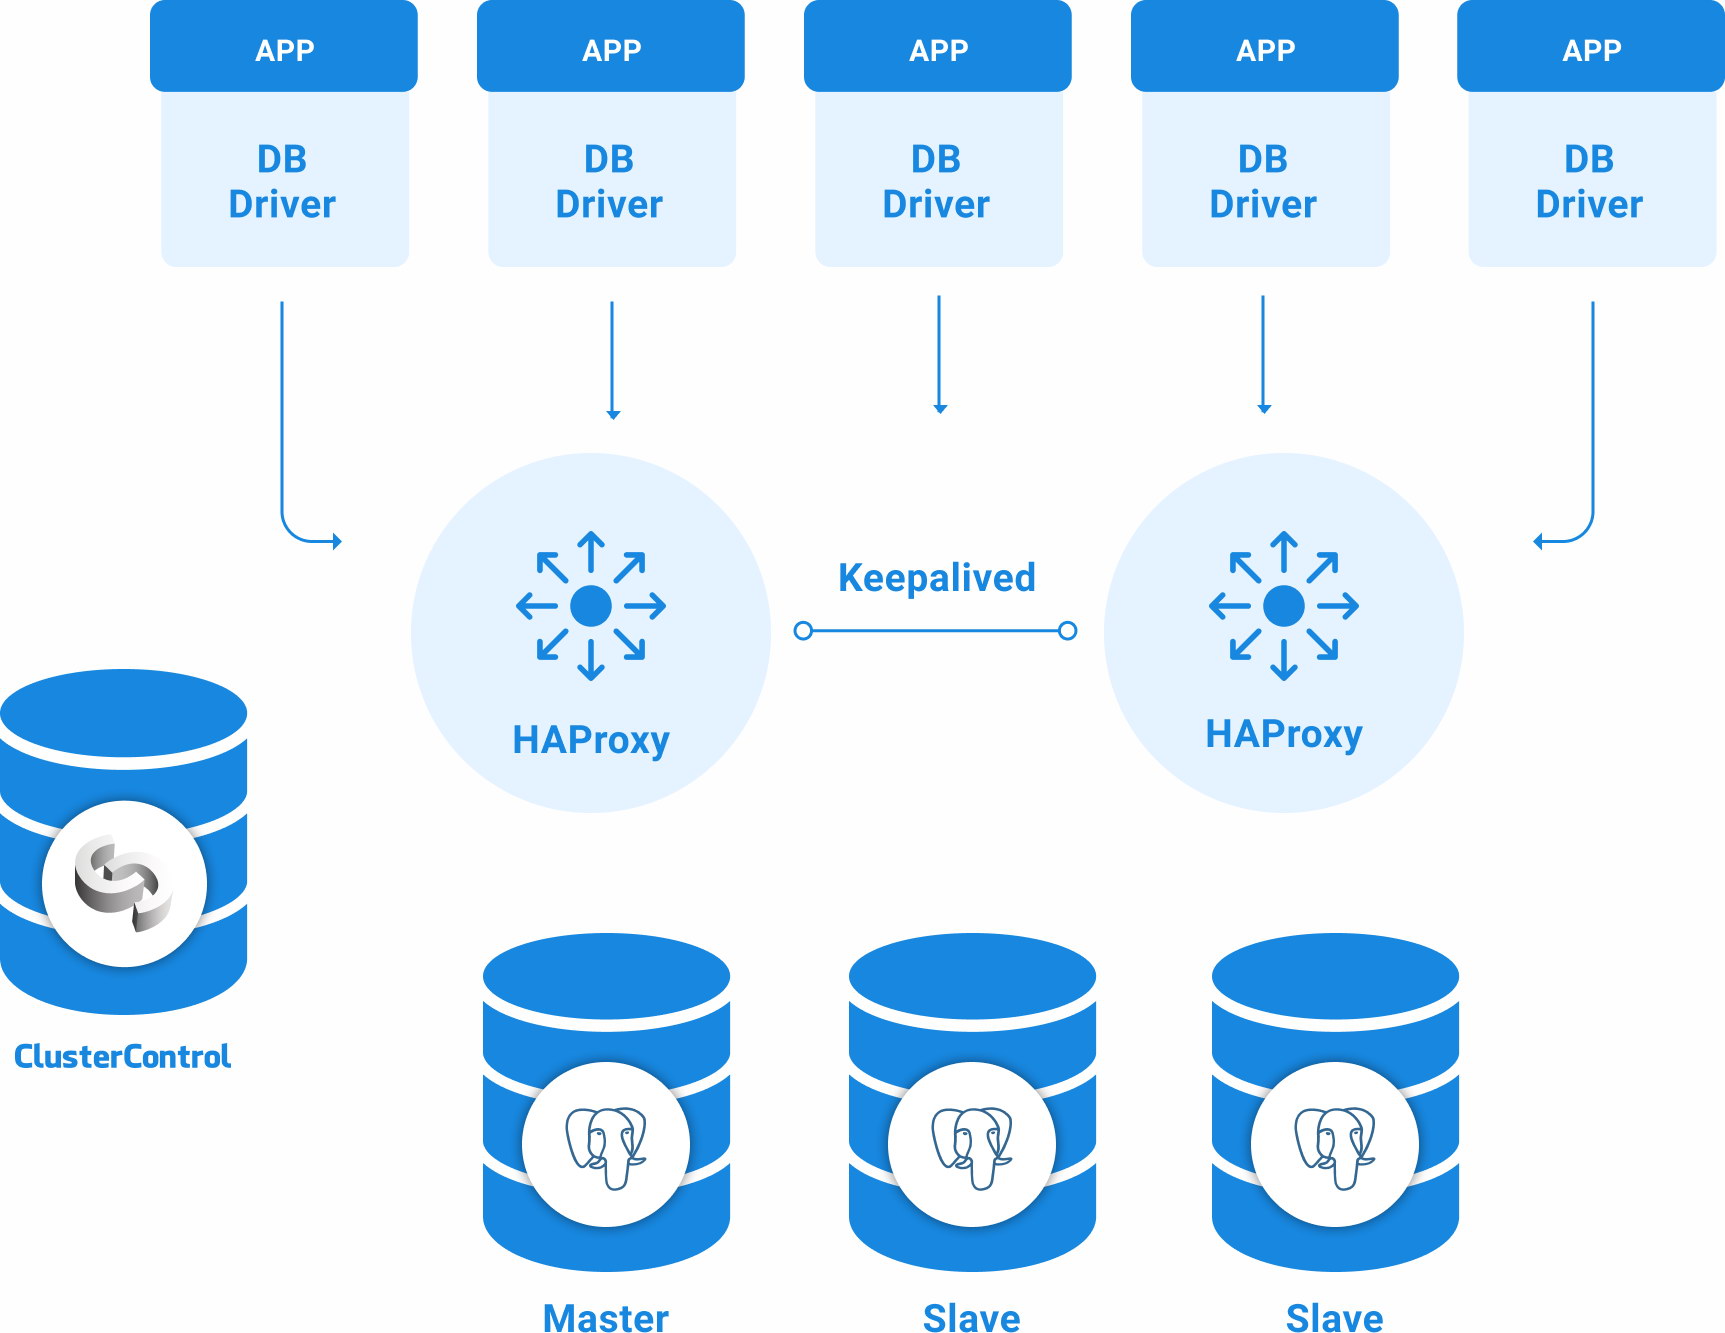 APP
APP
APP
APP
APP
DB
Driver
DB
Driver
DB
Driver
DB
Driver
DB
Driver
Keepalived
HAProxy
HAProxy
ClusterControl
Master
Slave
Slave